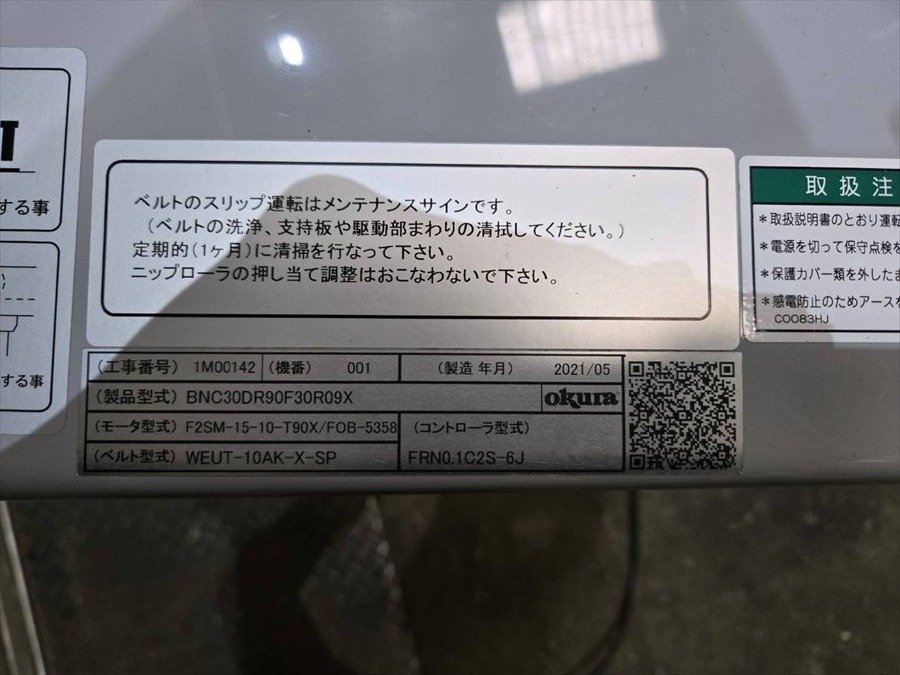 する事
する事
ベルトのスリップ運転はメンテナンスサインです。
(ベルトの洗浄、支持板や駆動部まわりの清拭してください。)
定期的(1ヶ月)に清掃を行なって下さい。
ニップローラの押し当て調整はおこなわないで下さい。
取扱注
*取扱説明書のとおり運転
*電源を切って保守点検を
*保護カバー類を外したま
*感電防止のためアースを
C0083HJ
(工事番号) 1M00142 (機番) 001 (製造 年月) 2021/05
(製品型式) BNC30DR90F30R09X okura
(モータ型式) F2SM-15-10-T90X/FOB-5358 (コントローラ型式)
(ベルト型式) WEUT-10AK-X-SP FRN0.1C2S-6J